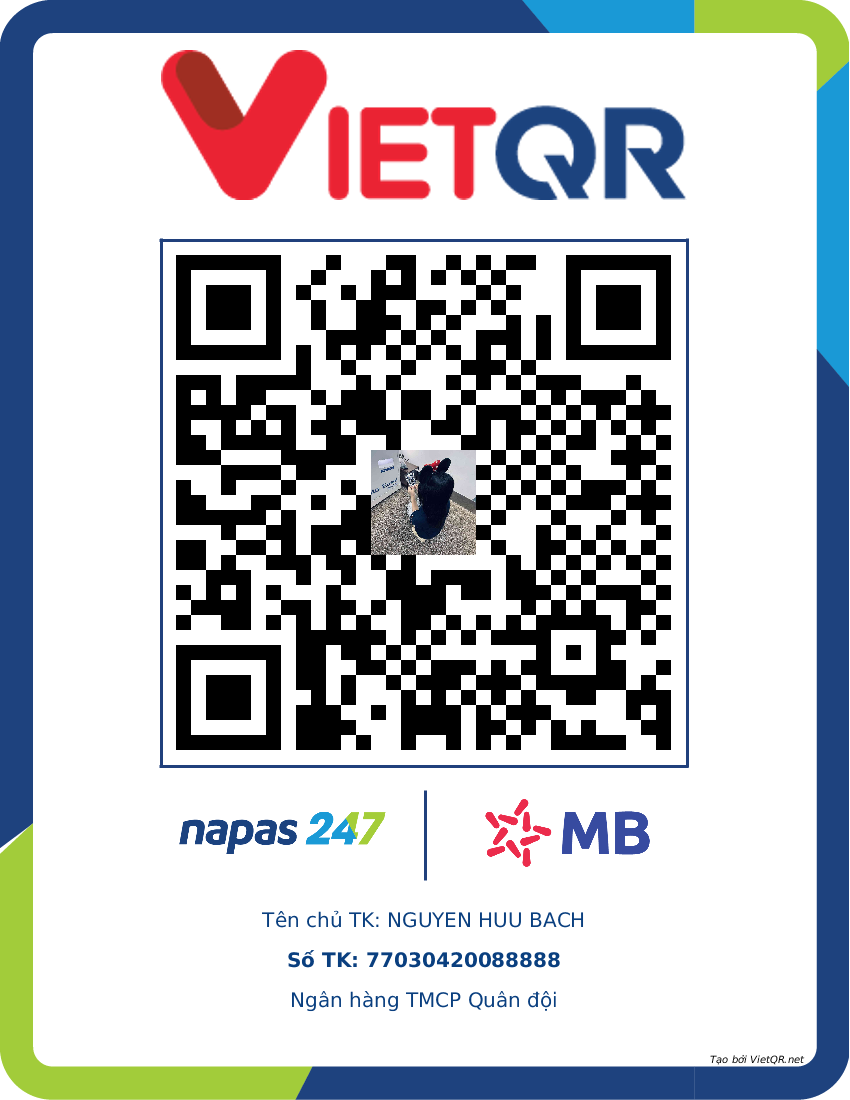 VIETQR
napas 247
MB
Tên chủ TK: NGUYEN HUU BACH
Số TK: 77030420088888
Ngân hàng TMCP Quân đội
Tạo bởi VietQR.net